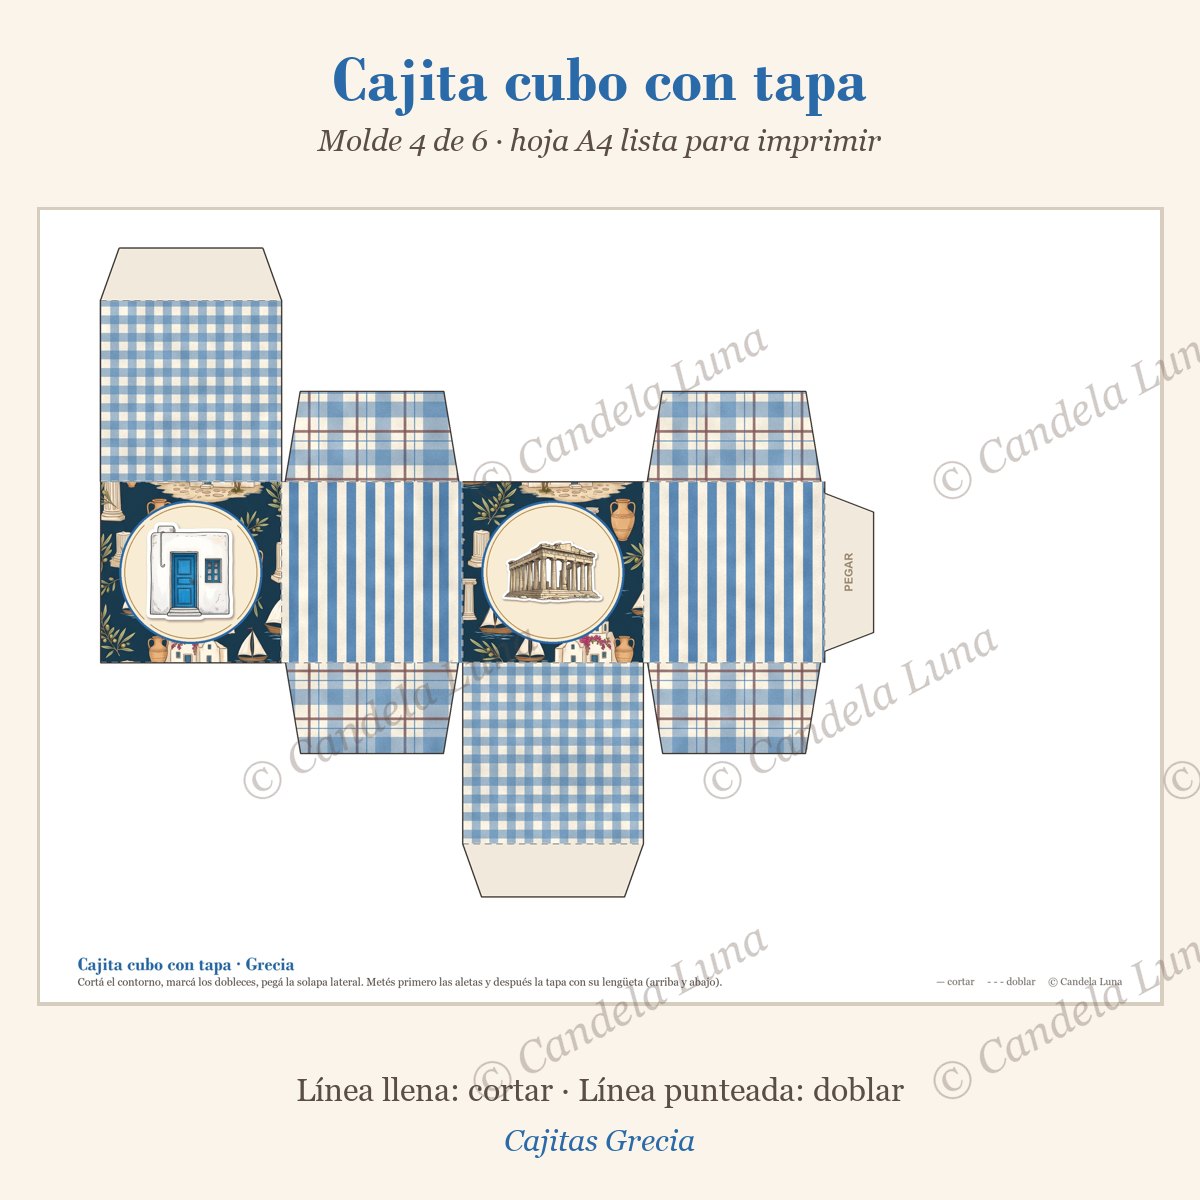 Cajita cubo con tapa
Molde 4 de 6 · hoja A4 lista para imprimir
© Candela Luna
© Candela Lun
PEGAR
© Candela Luna
© Candela Luna
©
Cajita cubo con tapa · Grecia
Cortá el contorno, marcá los dobleces, pegá la solapa lateral. Metés primero las aletas y después la tapa con su lengüeta (arriba y abajo).
— cortar - - - doblar © Candela Luna
© Candela Luna
© Candela Lun
Línea llena: cortar · Línea punteada: doblar
Cajitas Grecia